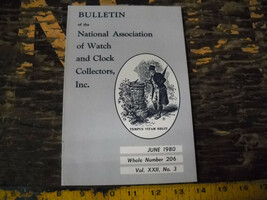 BULLETIN
of the
National Association
of Watch
and Clock
Collectors,
Inc.
TEMPUS VITAM REGIT
JUNE 1980
Whole Number 206
Vol. XXII, No. 3